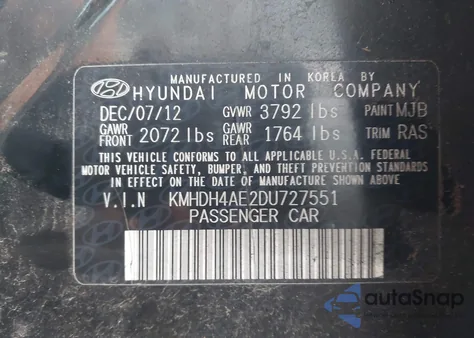 MANUFACTURED IN KOREA BY
HYUNDAI MOTOR COMPANY
DEC/07/12 GVWR 3792 lbs PAINT MJB
GAWR FRONT 2072 lbs GAWR REAR 1764 lbs TRIM RAS
THIS VEHICLE CONFORMS TO ALL APPLICABLE U.S.A. FEDERAL
MOTOR VEHICLE SAFETY, BUMPER, AND THEFT PREVENTION STANDARDS
IN EFFECT ON THE DATE OF MANUFACTURE SHOWN ABOVE.
V.I.N KMHDH4AE2DU727551
PASSENGER CAR
autoSnap